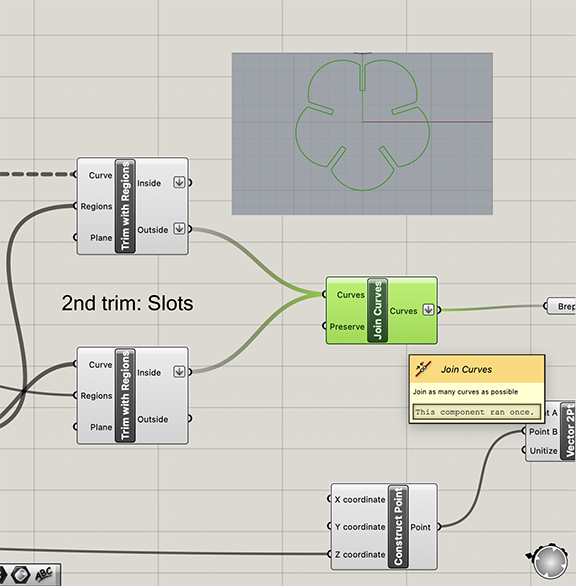 Curve
Regions
Plane
Trim with Regions
Inside
Outside
2nd trim: Slots
Curves
Preserve
Join Curves
Curves
Brep
Curve
Regions
Plane
Trim with Regions
Inside
Outside
Join Curves
Join as many curves as possible
This component ran once.
t A
Point B
Unitize
Vector 2Pt
X coordinate
Y coordinate
Z coordinate
Construct Point
Point
ABC